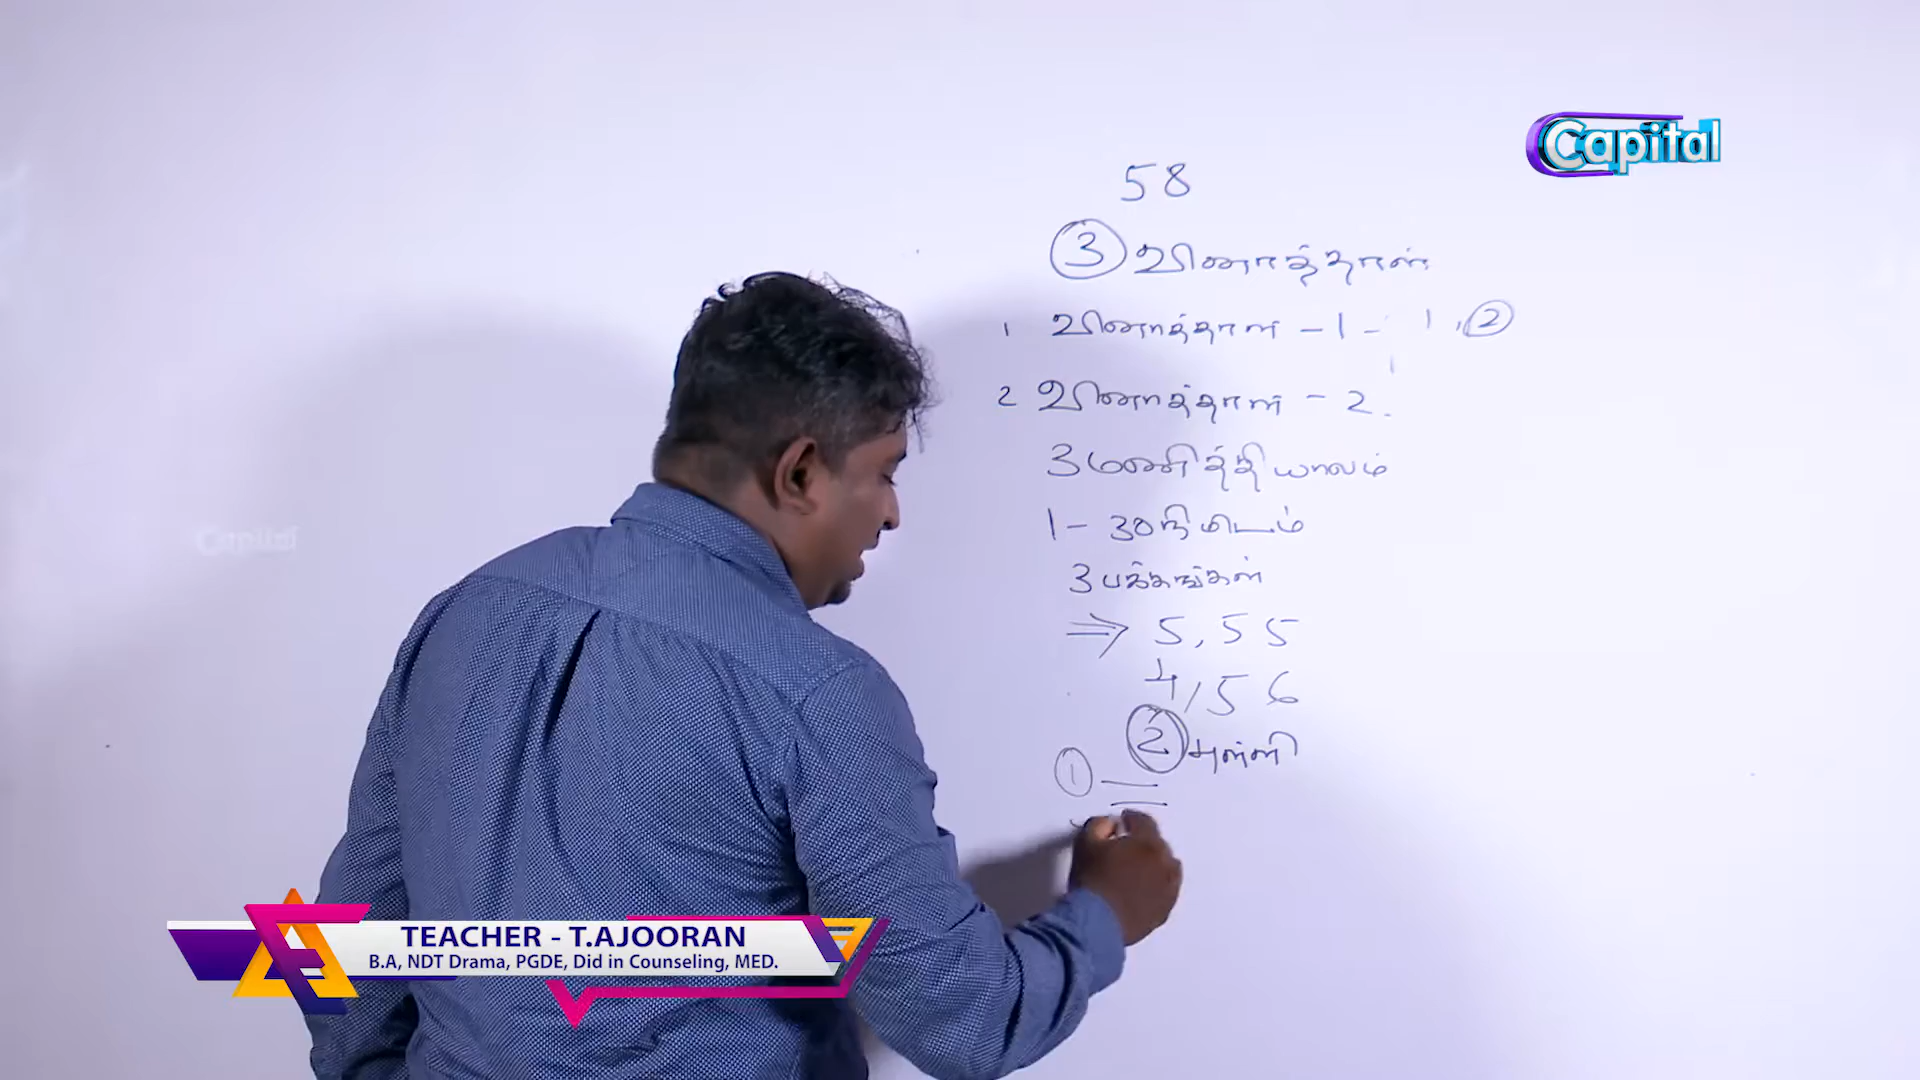 Capital
58
3 வினாத்தாள்.
1 வினாத்தாள் - 1 - 1, 2
2 வினாத்தாள் - 2.
3 மணித்தியாலம்
1 - 30 நிமிடம்
3 பக்கங்கள்
⇒ 5, 5 5
4 / 5 6
2 புள்ளி
1
Capital
TEACHER - T.AJOORAN
B.A, NDT Drama, PGDE, Did in Counseling, MED.